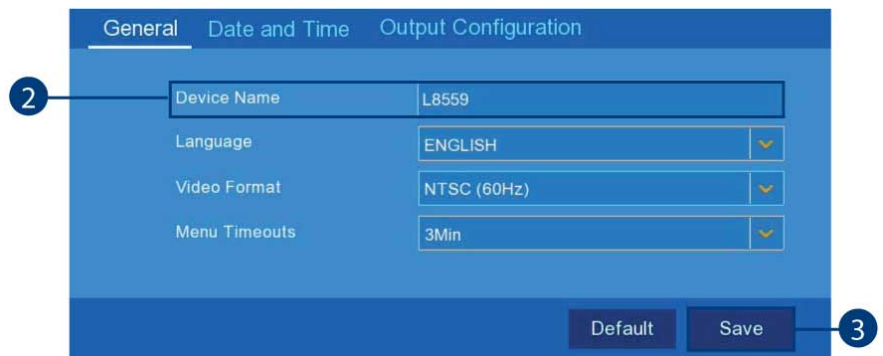 General Date and Time Output Configuration
2 Device Name L8559
Language ENGLISH
Video Format NTSC (60Hz)
Menu Timeouts 3Min
Default Save 3